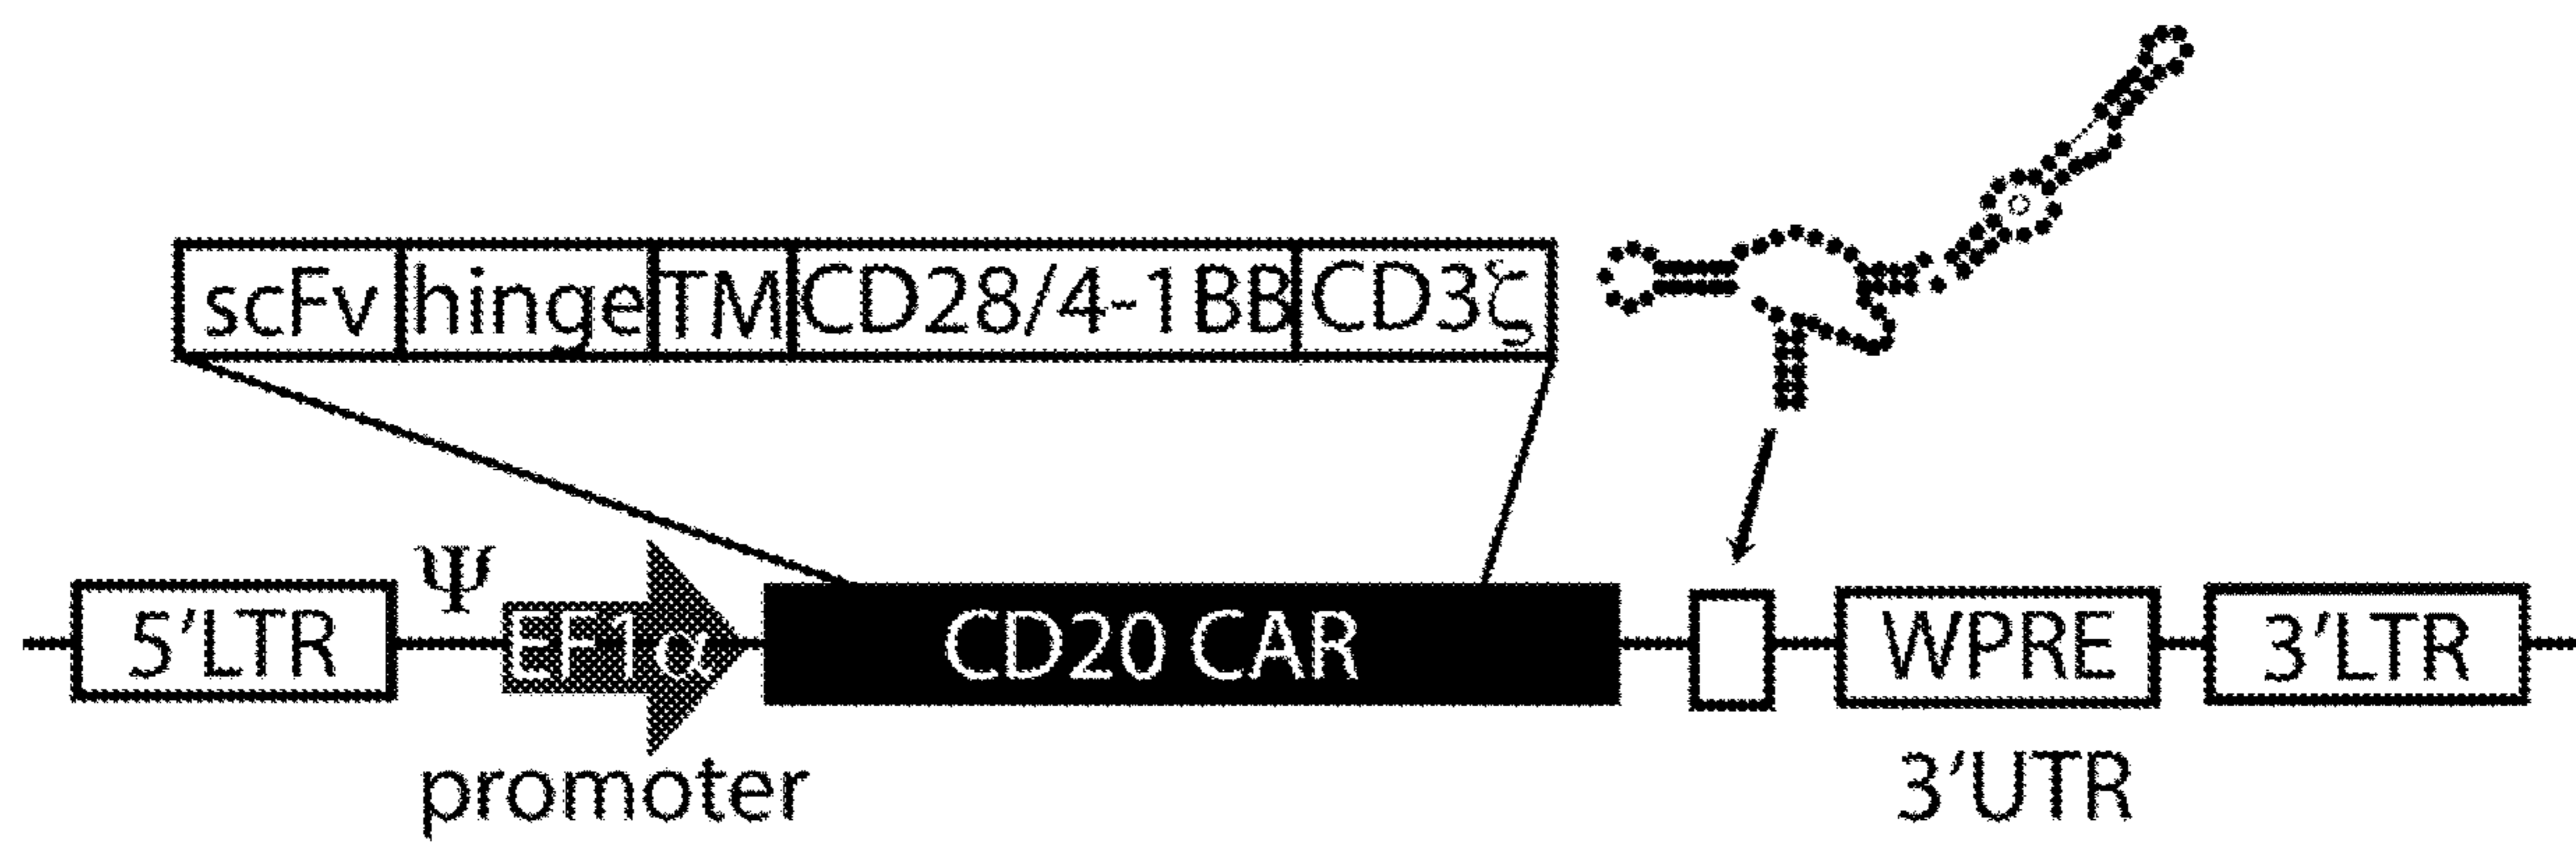 scFv hinge TM CD28/4-1BB CD3ζ
Ψ
5'LTR EF1α CD20 CAR WPRE 3'LTR
promoter 3'UTR